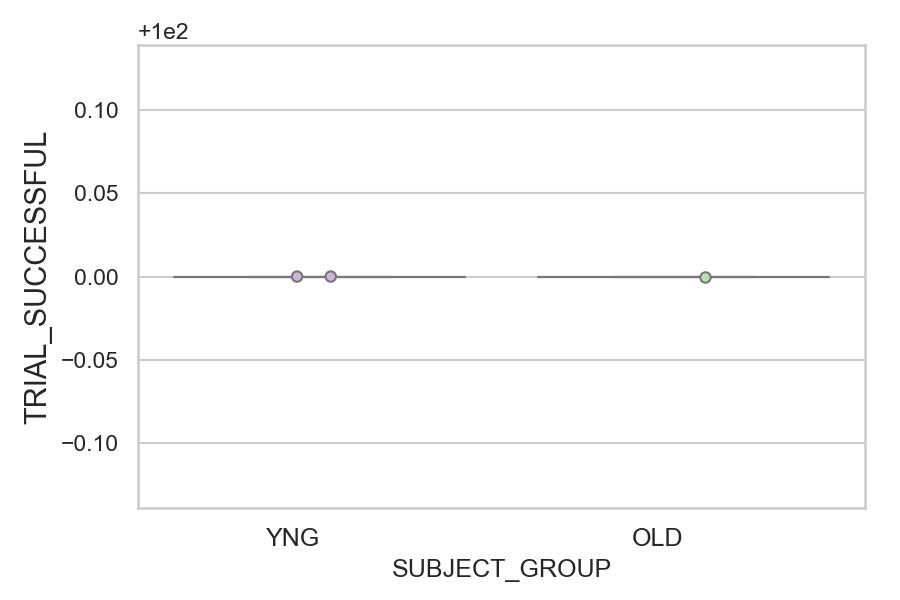 +1e2
0.10
0.05
0.00
−0.05
−0.10
TRIAL_SUCCESSFUL
YNG
OLD
SUBJECT_GROUP